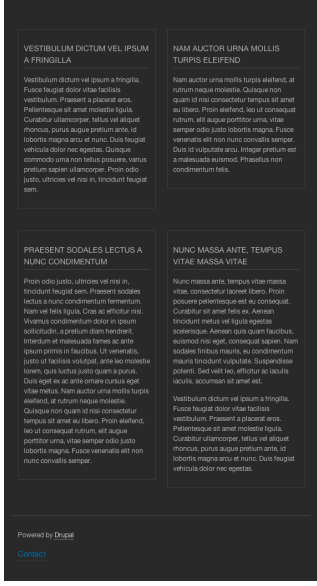 VESTIBULUM DICTUM VEL IPSUM
A FRINGILLA
Vestibulum dictum vel ipsum a fringilla.
Fusce feugiat dolor vitae facilisis
vestibulum. Praesent a placerat eros.
Pellentesque sit amet molestie ligula.
Curabitur ullamcorper, tellus vel aliquet
rhoncus, purus augue pretium ante, id
lobortis magna arcu et nunc. Duis feugiat
vehicula dolor nec egestas. Quisque
commodo urna non tellus posuere, varius
pretium sapien ullamcorper. Proin odio
justo, ultricies vel nisi in, tincidunt feugiat
sem.
NAM AUCTOR URNA MOLLIS
TURPIS ELEIFEND
Nam auctor urna mollis turpis eleifend, at
rutrum neque molestie. Quisque non
quam id nisi consectetur tempus sit amet
eu libero. Proin eleifend, leo ut consequat
rutrum, elit augue porttitor urna, vitae
semper odio justo lobortis magna. Fusce
venenatis elit non nunc convallis semper.
Duis id vulputate arcu. Integer pretium est
a malesuada euismod. Phasellus non
condimentum felis.
PRAESENT SODALES LECTUS A
NUNC CONDIMENTUM
Proin odio justo, ultricies vel nisi in,
tincidunt feugiat sem. Praesent sodales
lectus a nunc condimentum fermentum.
Nam vel felis ligula. Cras ac efficitur nisi.
Vivamus condimentum dolor in ipsum
sollicitudin, a pretium diam hendrerit.
Interdum et malesuada fames ac ante
ipsum primis in faucibus. Ut venenatis,
justo ut facilisis volutpat, ante leo molestie
lorem, quis luctus justo quam a purus.
Duis eget ex ac ante ornare cursus eget
vitae metus. Nam auctor urna mollis turpis
eleifend, at rutrum neque molestie.
Quisque non quam id nisi consectetur
tempus sit amet eu libero. Proin eleifend,
leo ut consequat rutrum, elit augue
porttitor urna, vitae semper odio justo
lobortis magna. Fusce venenatis elit non
nunc convallis semper.
NUNC MASSA ANTE, TEMPUS
VITAE MASSA VITAE
Nunc massa ante, tempus vitae massa
vitae, consectetur laoreet libero. Proin
posuere pellentesque est eu consequat.
Curabitur sit amet felis ex. Aenean
tincidunt metus vel ligula egestas
scelerisque. Aenean quis quam faucibus,
euismod nisi eget, consequat sapien. Nam
sodales finibus mauris, eu condimentum
mauris tincidunt vulputate. Suspendisse
potenti. Sed velit leo, efficitur ac iaculis
iaculis, accumsan sit amet est.
Vestibulum dictum vel ipsum a fringilla.
Fusce feugiat dolor vitae facilisis
vestibulum. Praesent a placerat eros.
Pellentesque sit amet molestie ligula.
Curabitur ullamcorper, tellus vel aliquet
rhoncus, purus augue pretium ante, id
lobortis magna arcu et nunc. Duis feugiat
vehicula dolor nec egestas.
Powered by Drupal
Contact